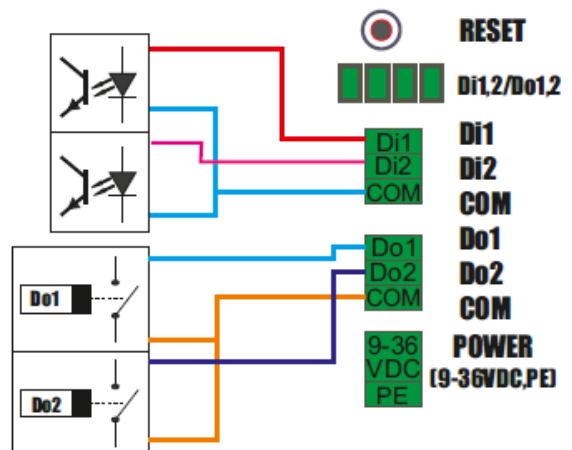 RESET
Di1,2/Do1,2
Di1 Di1
Di2 Di2
COM COM
Do1 Do1
Do2 Do2
COM COM
Do1
9-36 POWER
VDC (9-36VDC,PE)
PE
Do2